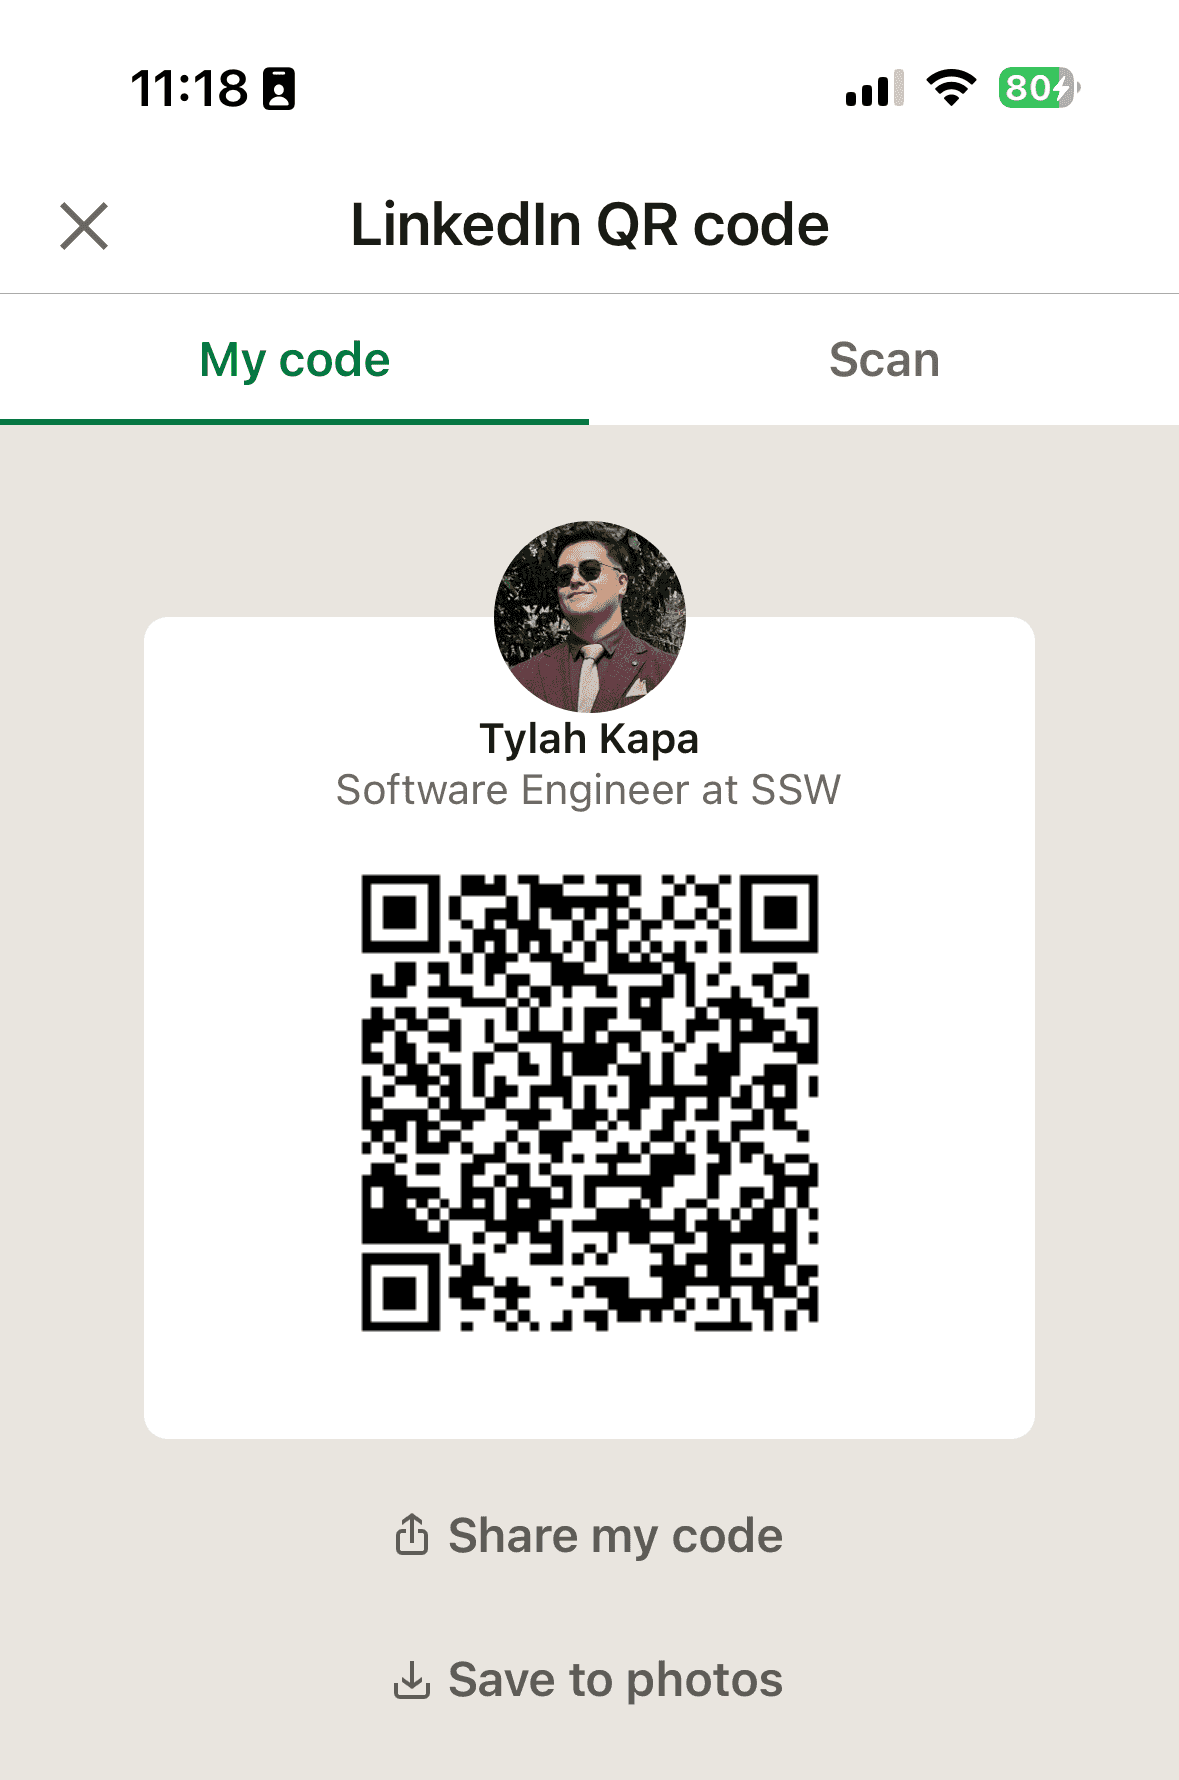 11:18
80
LinkedIn QR code
My code
Scan
Tylah Kapa
Software Engineer at SSW
Share my code
Save to photos